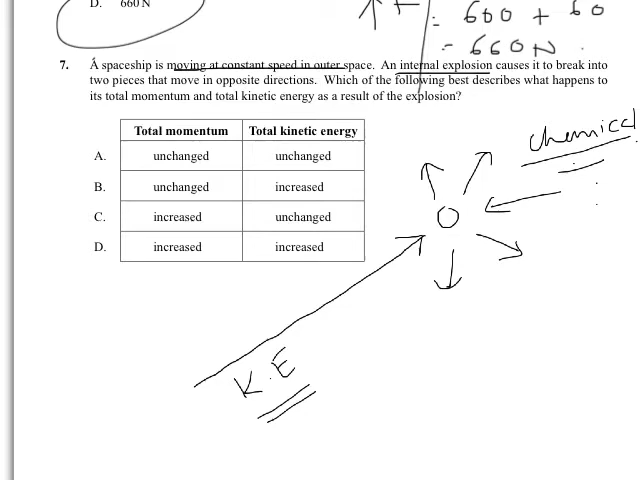 D. 660 N
= 600 + 60
= 660 N .
7. A spaceship is moving at constant speed in outer space. An internal explosion causes it to break into
two pieces that move in opposite directions. Which of the following best describes what happens to
its total momentum and total kinetic energy as a result of the explosion?
Total momentum Total kinetic energy
A. unchanged unchanged
B. unchanged increased
C. increased unchanged
D. increased increased
chemical
K.E